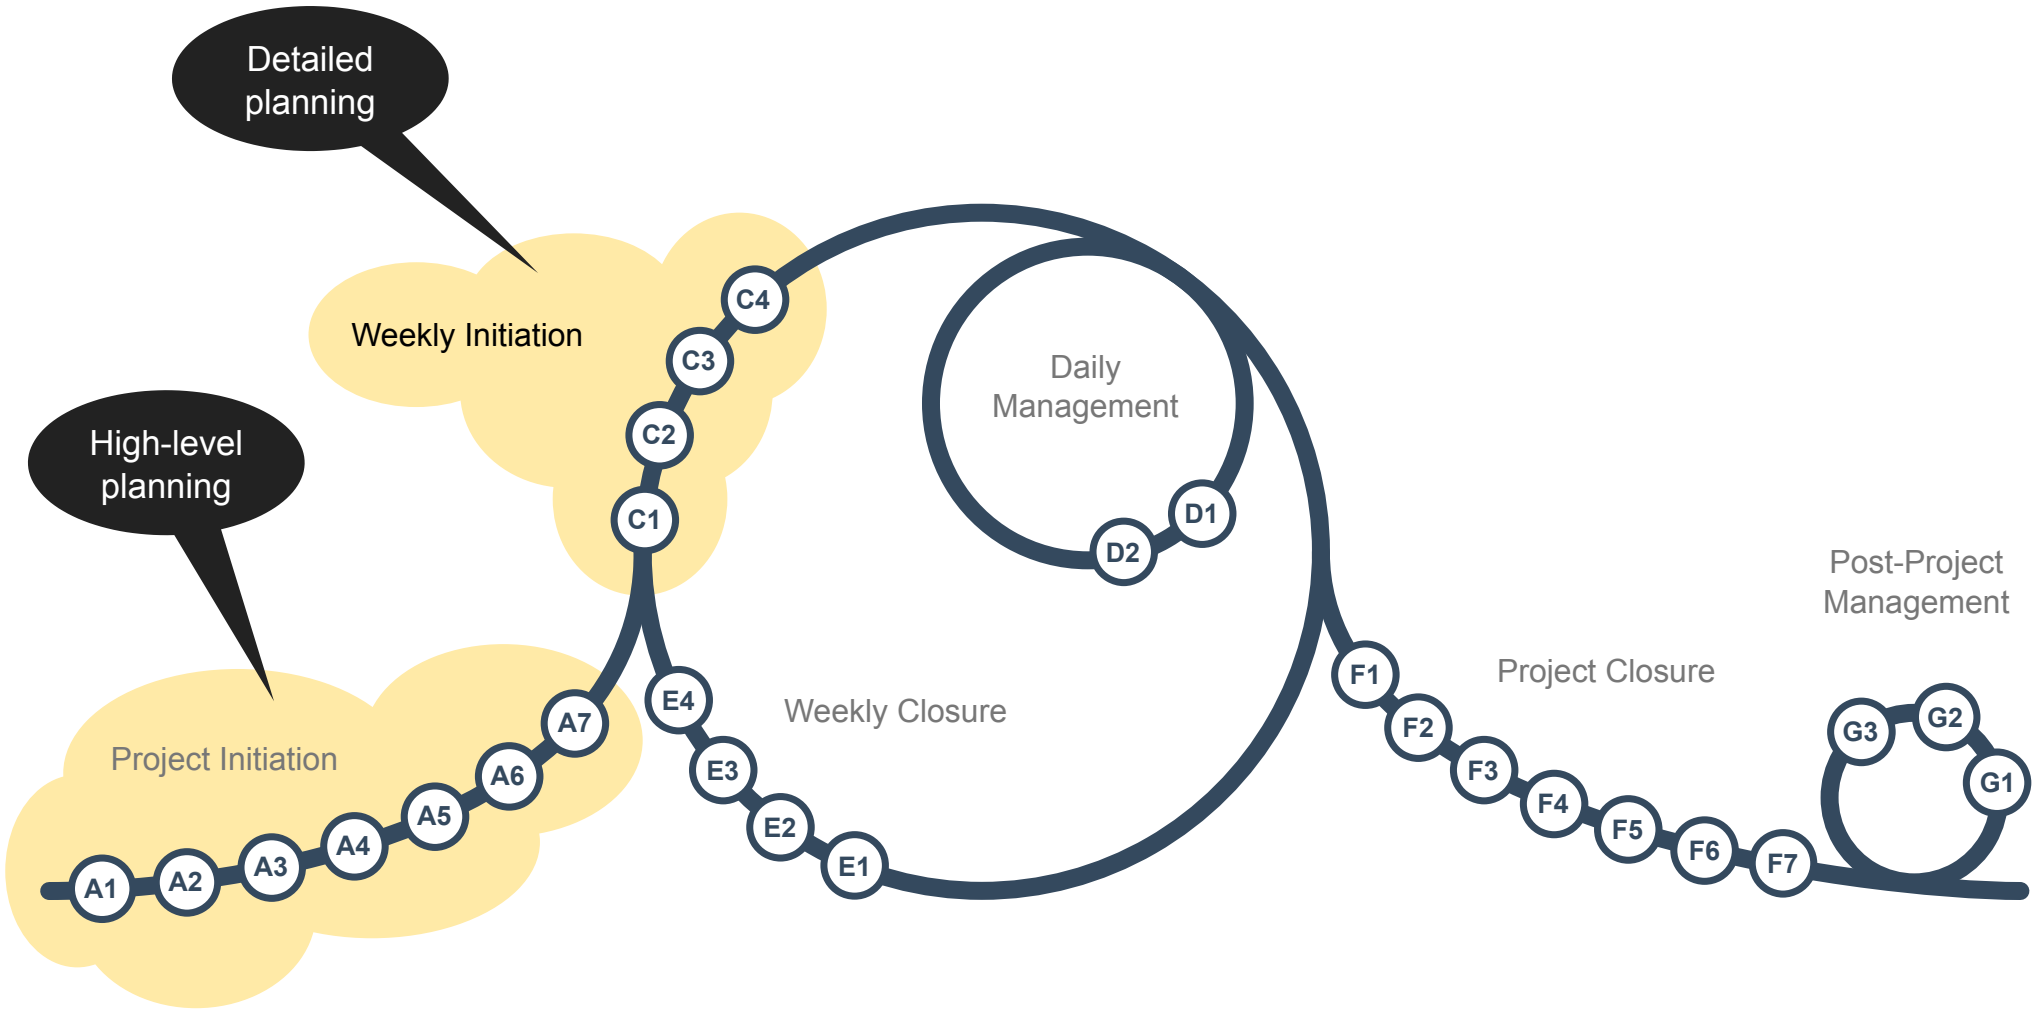 Detailed
planning
Weekly Initiation
C4
C3
C2
C1
Daily
Management
D1
D2
High-level
planning
Project Initiation
A1
A2
A3
A4
A5
A6
A7
E4
E3
E2
E1
Weekly Closure
F1
F2
F3
F4
F5
F6
F7
Project Closure
Post-Project
Management
G3
G2
G1